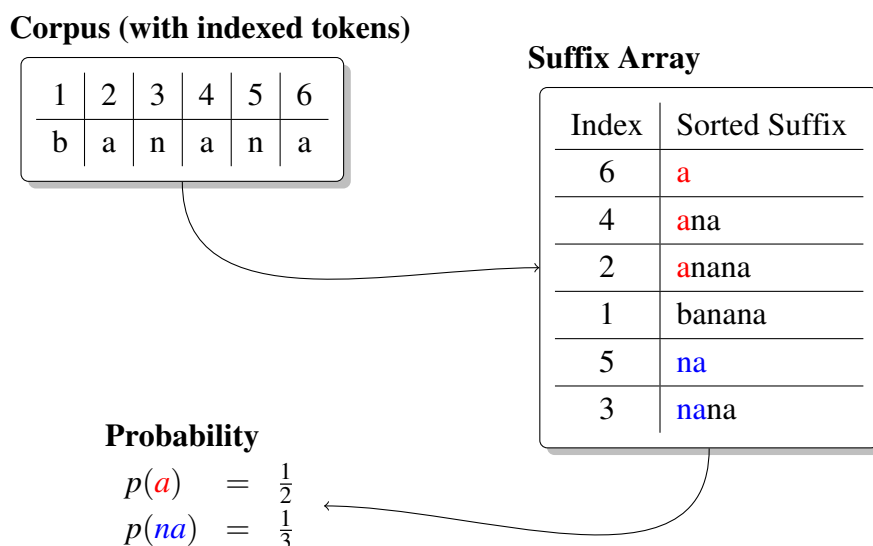 Corpus (with indexed tokens)
1 2 3 4 5 6
b a n a n a
Suffix Array
Index Sorted Suffix
6 a
4 ana
2 anana
1 banana
5 na
3 nana
Probability
p(a) = 1/2
p(na) = 1/3